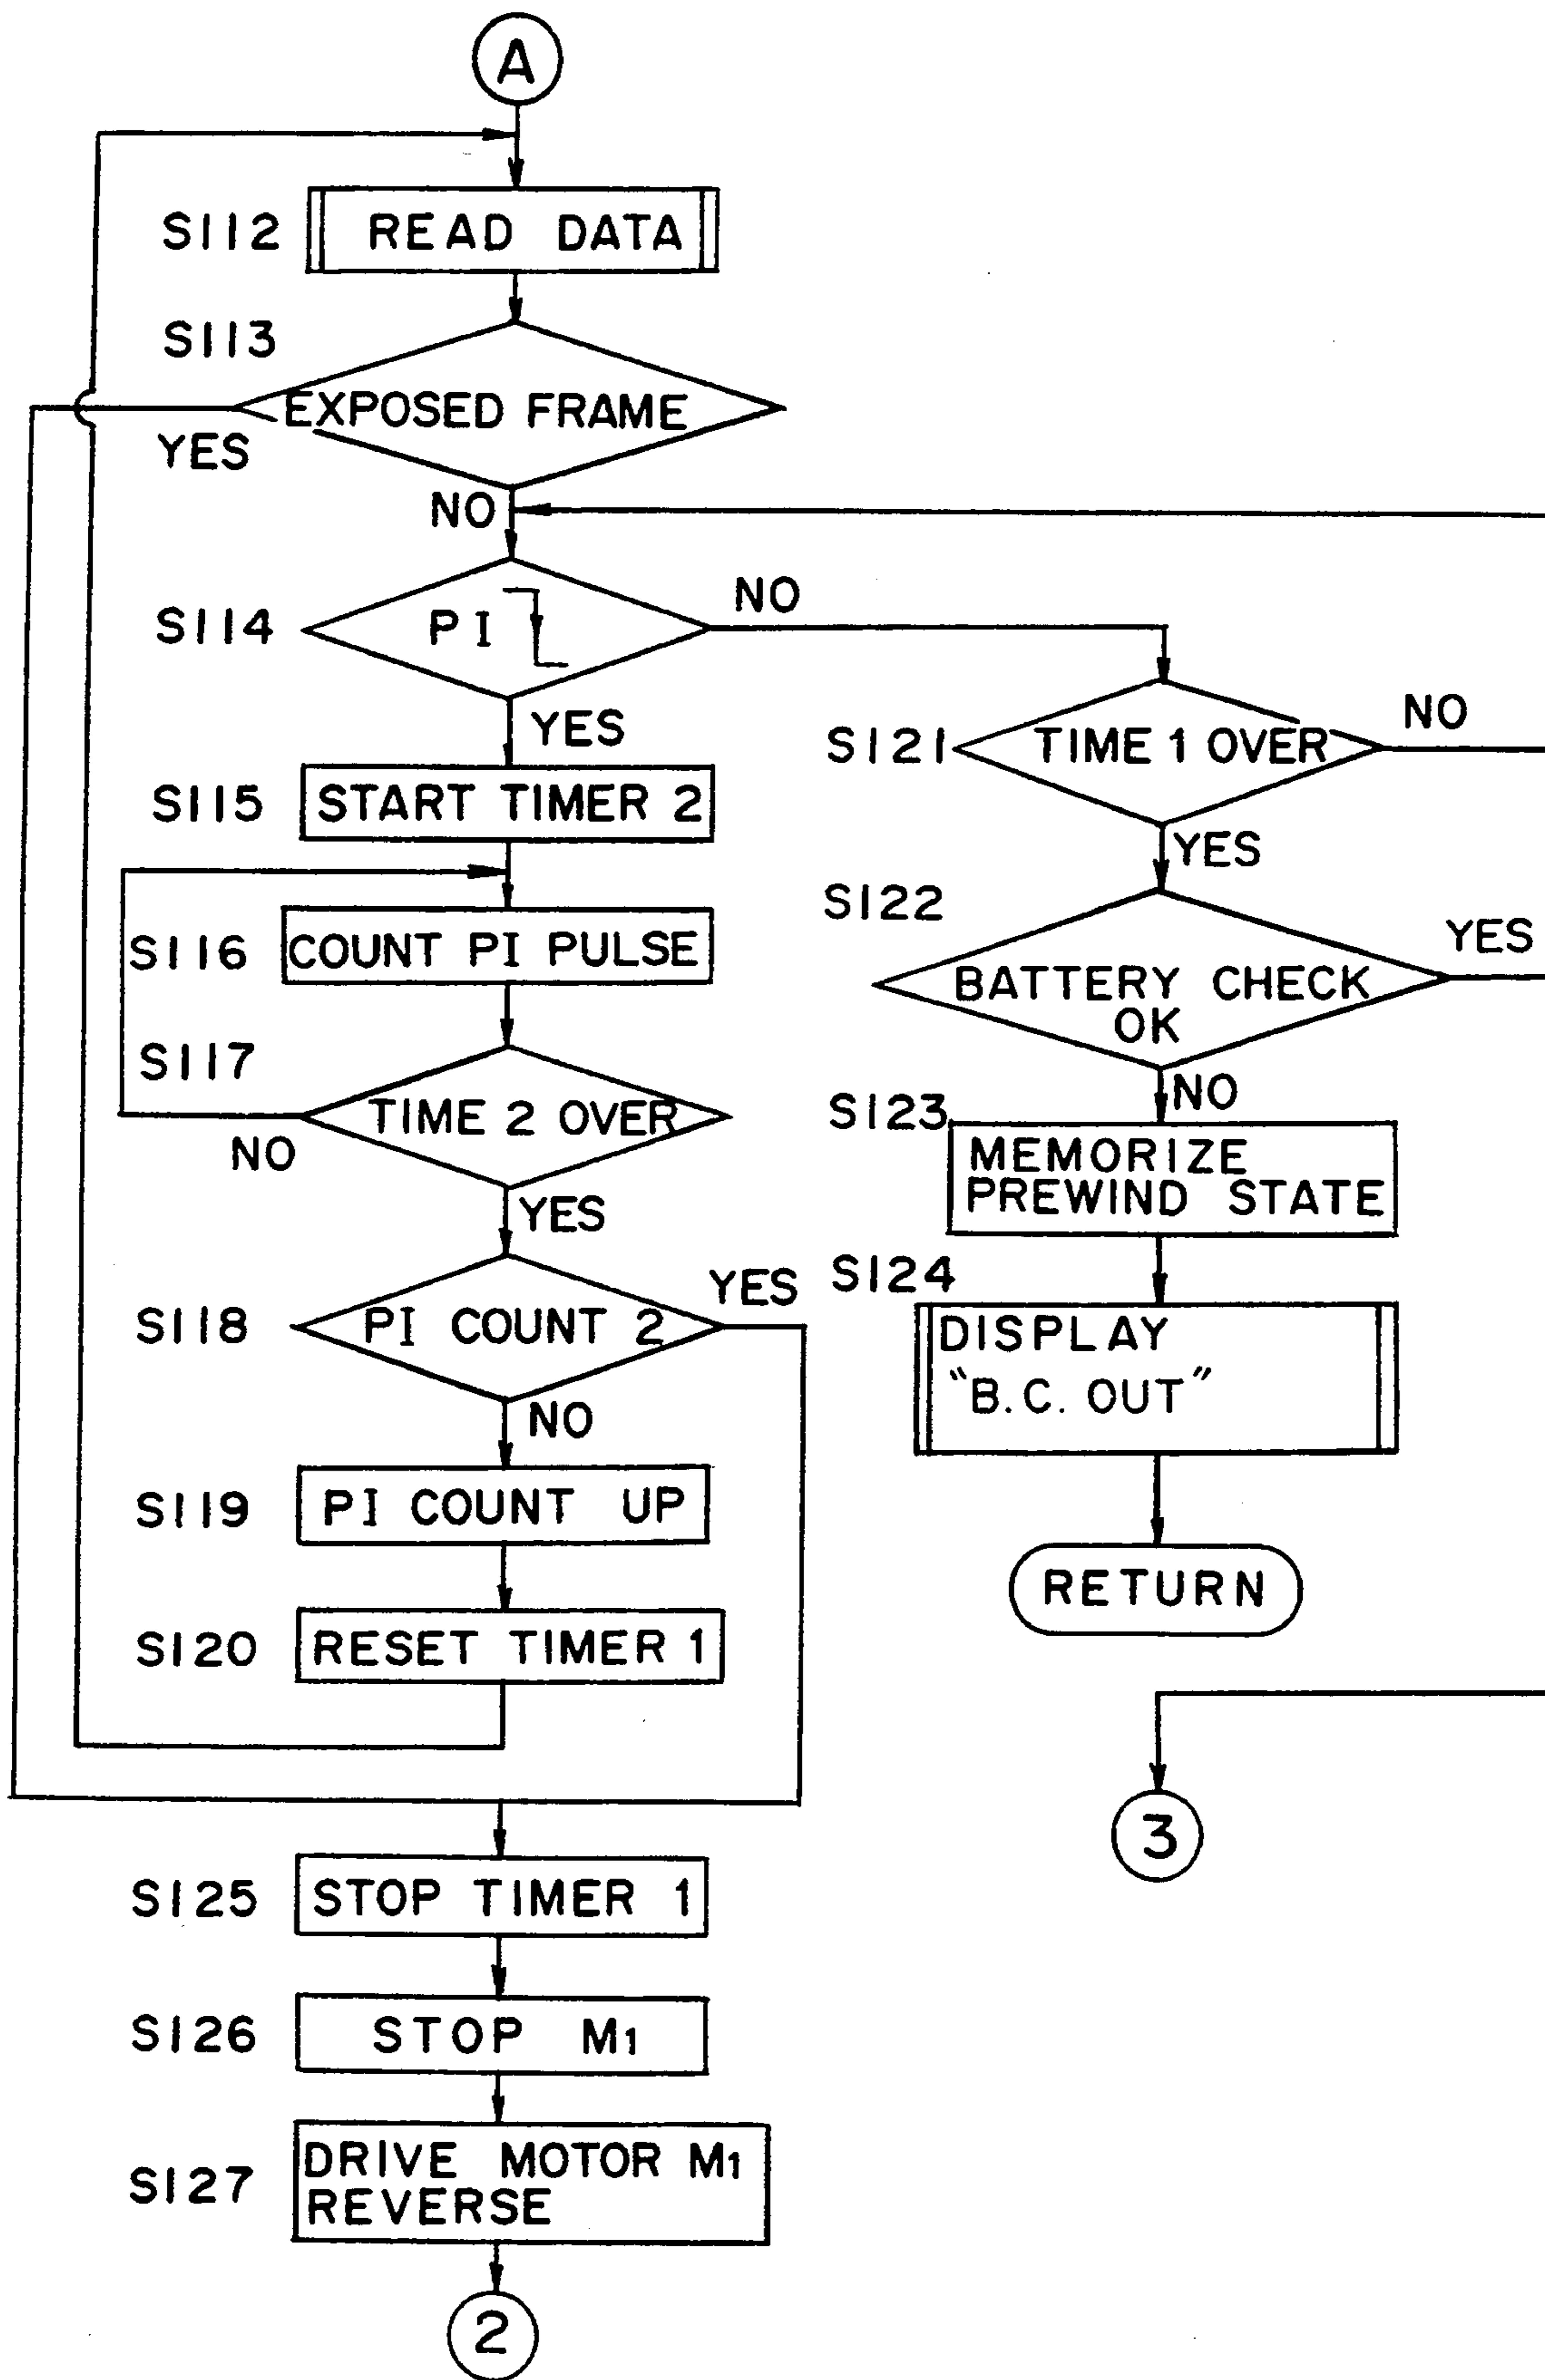 A
S112
READ DATA
S113
EXPOSED FRAME
YES
NO
S114
PI
NO
YES
S115
START TIMER 2
S116
COUNT PI PULSE
S117
TIME 2 OVER
NO
YES
S118
PI COUNT 2
YES
NO
S119
PI COUNT UP
S120
RESET TIMER 1
S121
TIME 1 OVER
NO
YES
S122
BATTERY CHECK
OK
YES
NO
S123
MEMORIZE
PREWIND STATE
S124
DISPLAY
"B.C. OUT"
RETURN
3
S125
STOP TIMER 1
S126
STOP M1
S127
DRIVE MOTOR M1
REVERSE
2